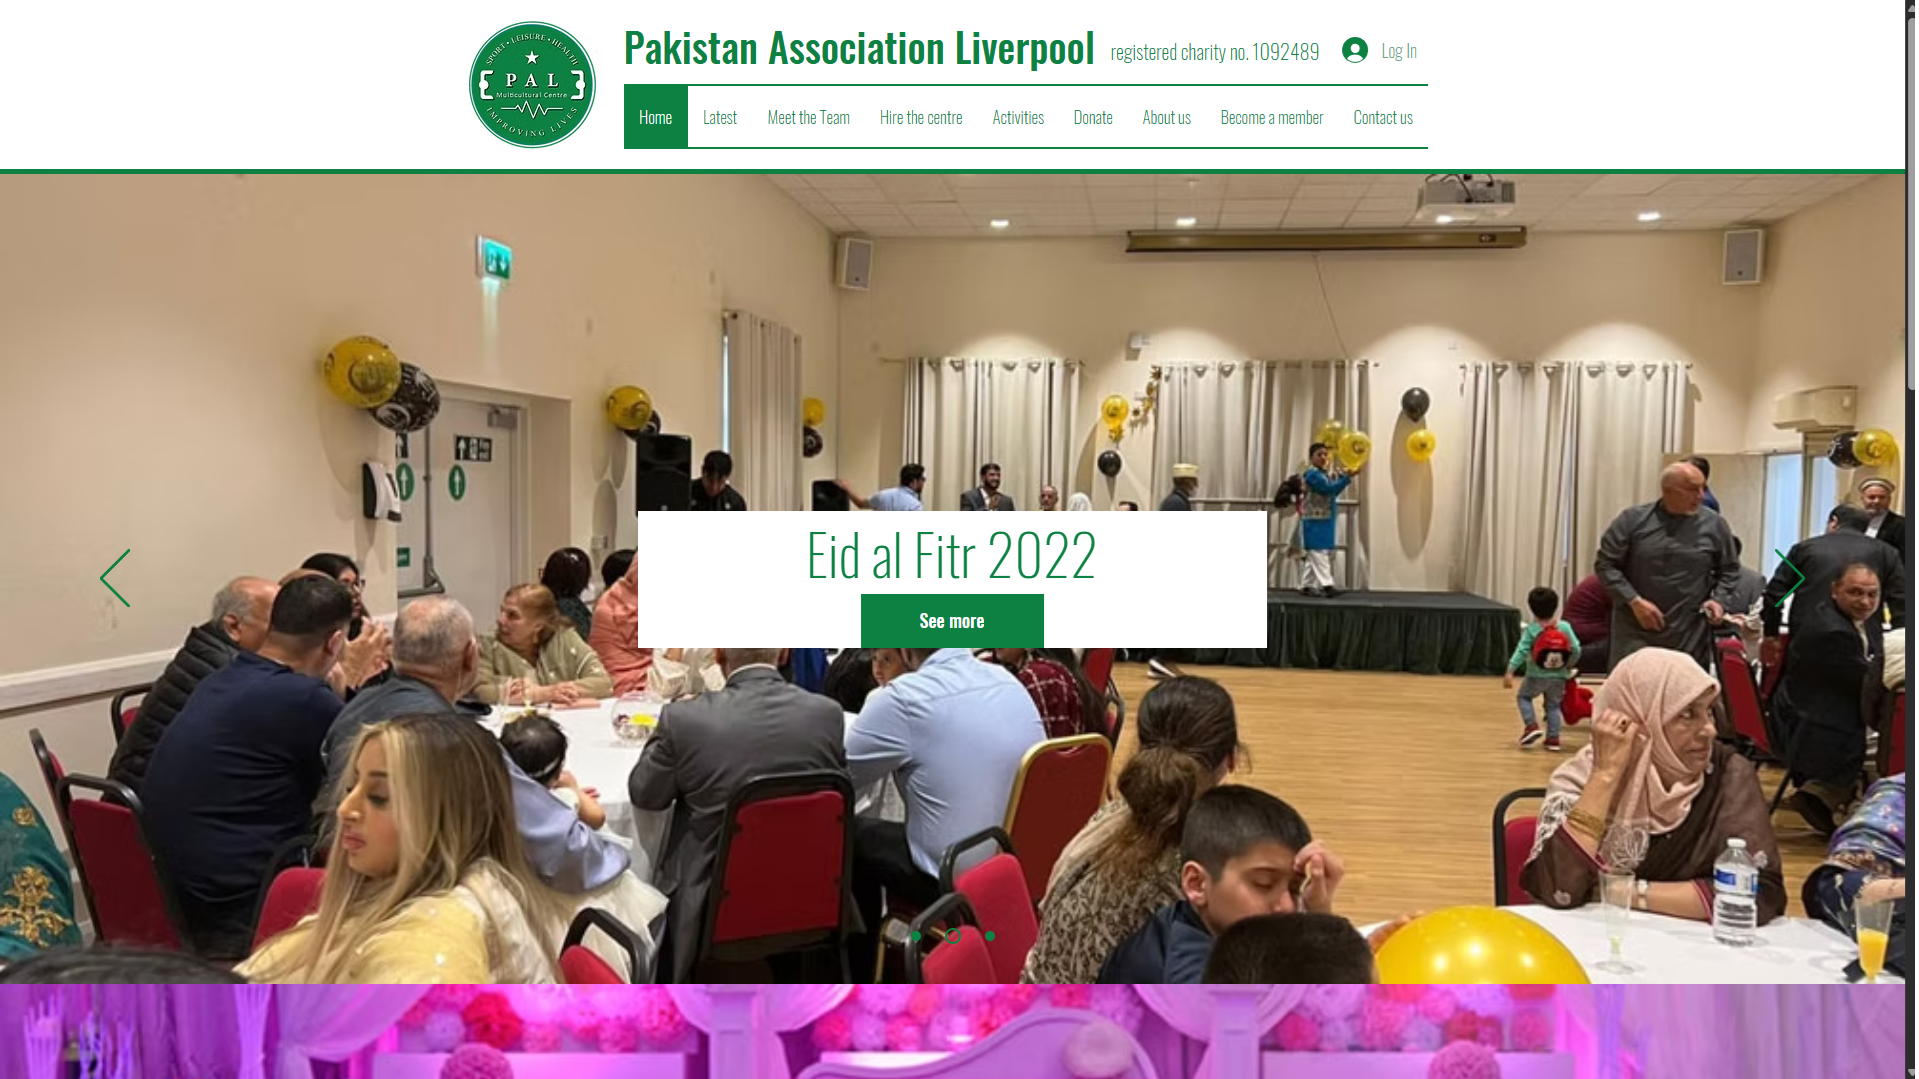 SPORT • LEISURE • HEALTH
PAL
Multicultural Centre
IMPROVING LIVES
Pakistan Association Liverpool
registered charity no. 1092489
Log In
Home
Latest
Meet the Team
Hire the centre
Activities
Donate
About us
Become a member
Contact us
Eid al Fitr 2022
See more